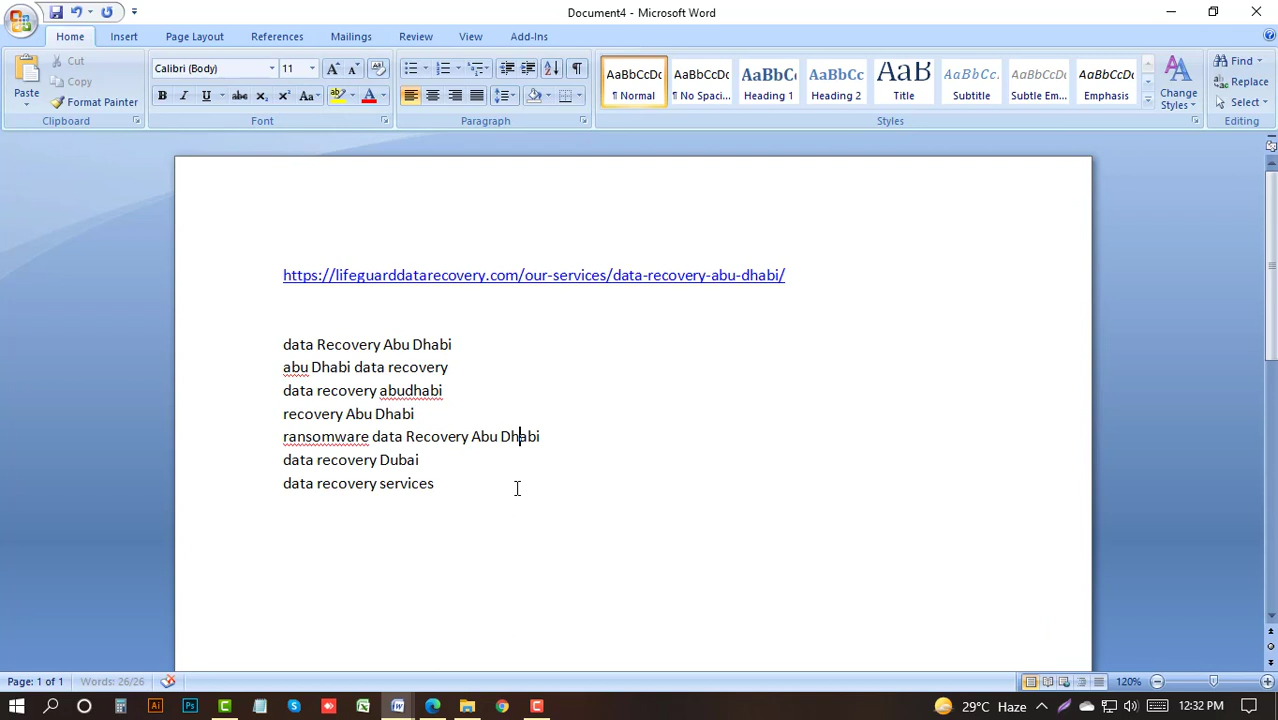 Document4 - Microsoft Word
Home Insert Page Layout References Mailings Review View Add-Ins
Paste
Cut
Copy
Format Painter
Clipboard
Calibri (Body) 11
Font
Paragraph
AaBbCcDc AaBbCcDc AaBbCc AaBbCc AaB AaBbCc. AaBbCcDc AaBbCcDc
¶ Normal ¶ No Spaci... Heading 1 Heading 2 Title Subtitle Subtle Em... Emphasis
Change Styles
Styles
Find
Replace
Select
Editing
https://lifeguarddatarecovery.com/our-services/data-recovery-abu-dhabi/
data Recovery Abu Dhabi
abu Dhabi data recovery
data recovery abudhabi
recovery Abu Dhabi
ransomware data Recovery Abu Dhabi
data recovery Dubai
data recovery services
Page: 1 of 1 Words: 26/26 120%
29°C Haze 12:32 PM